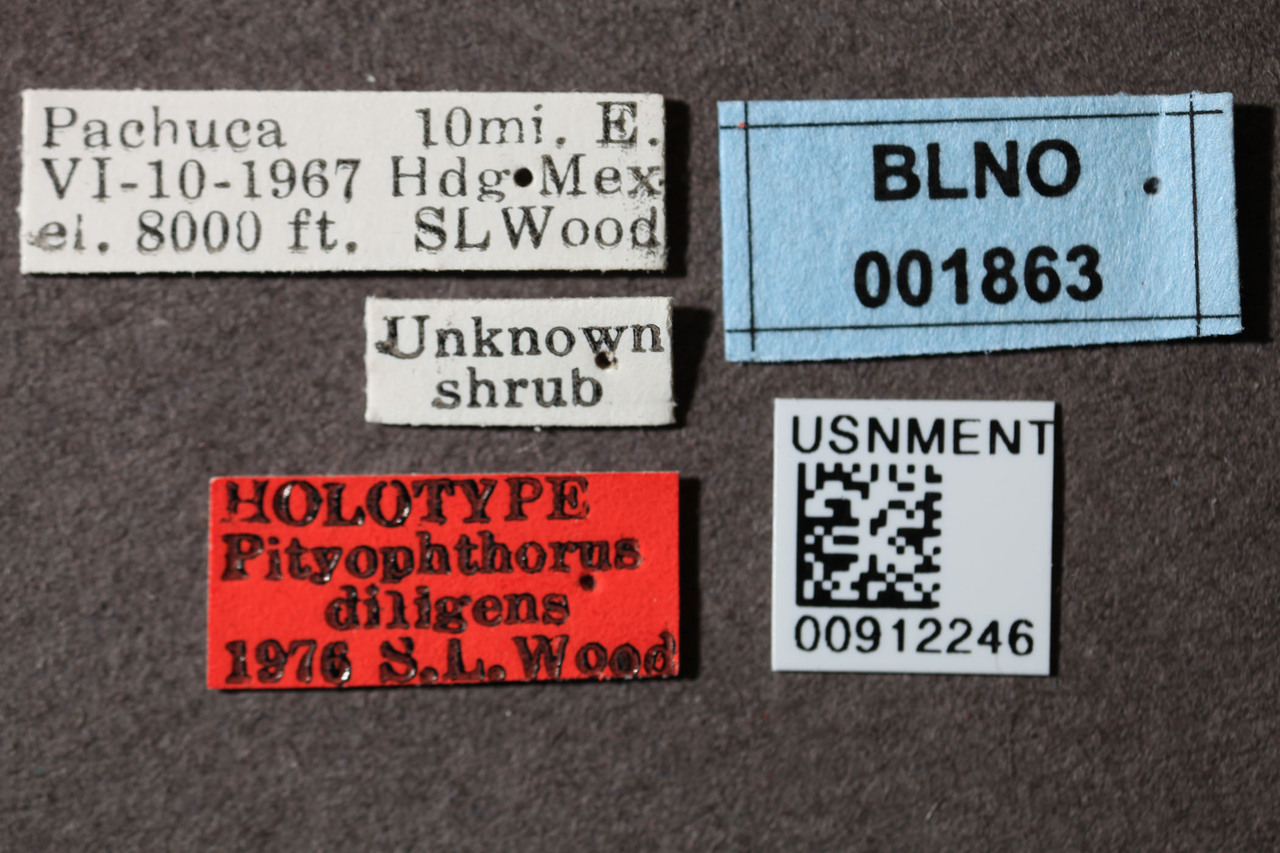 Pachuca 10mi. E.
VI-10-1967 Hdg Mex
el. 8000 ft. SLWood
Unknown
shrub
HOLOTYPE
Pityophthorus
diligens
1976 S.L.Wood
BLNO
001863
USNMENT
00912246